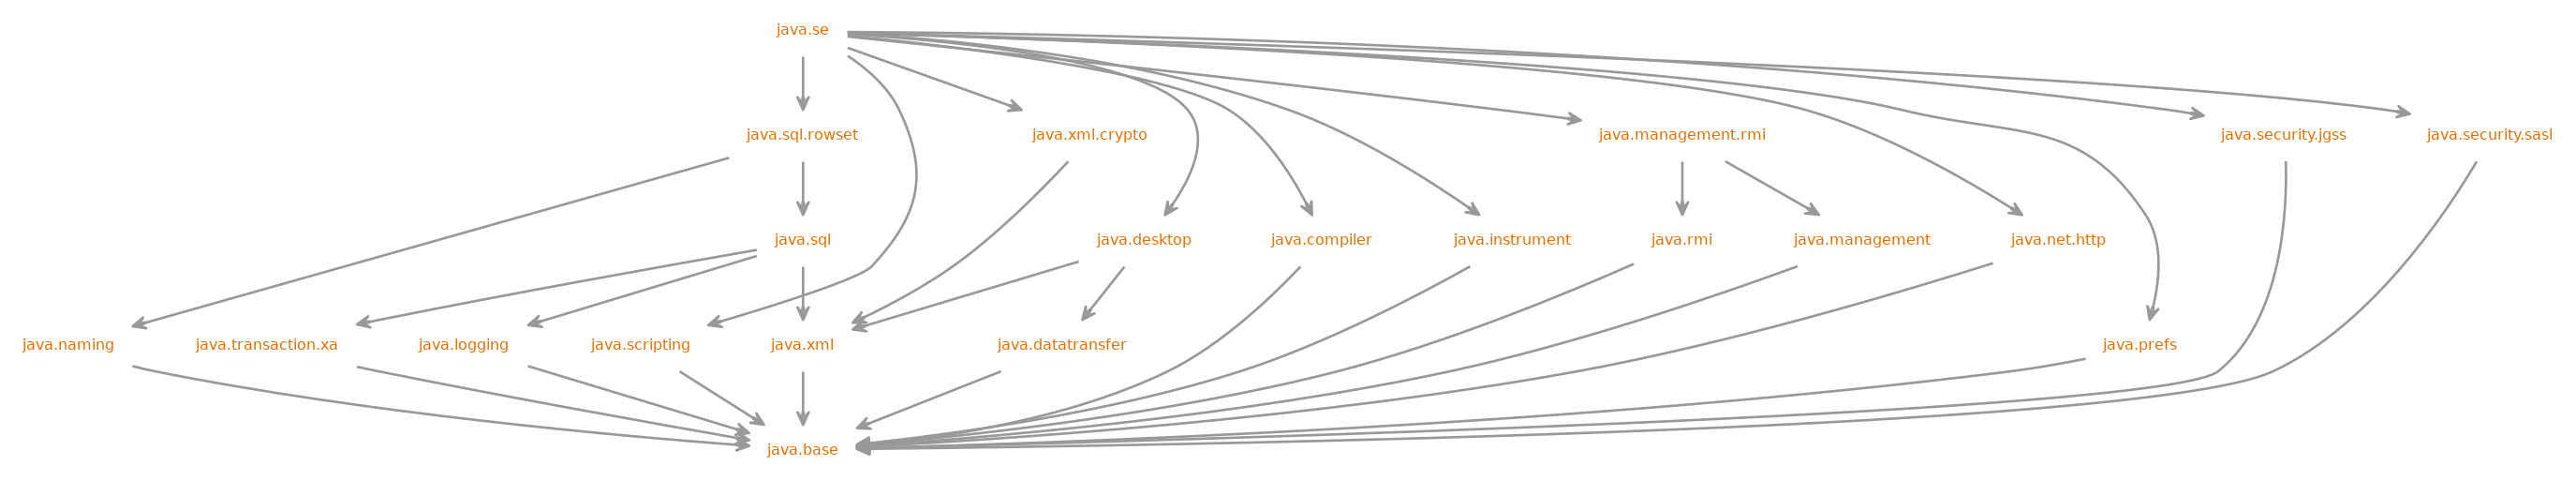 java.se
java.sql.rowset
java.xml.crypto
java.management.rmi
java.security.jgss
java.security.sasl
java.sql
java.desktop
java.compiler
java.instrument
java.rmi
java.management
java.net.http
java.naming
java.transaction.xa
java.logging
java.scripting
java.xml
java.datatransfer
java.prefs
java.base